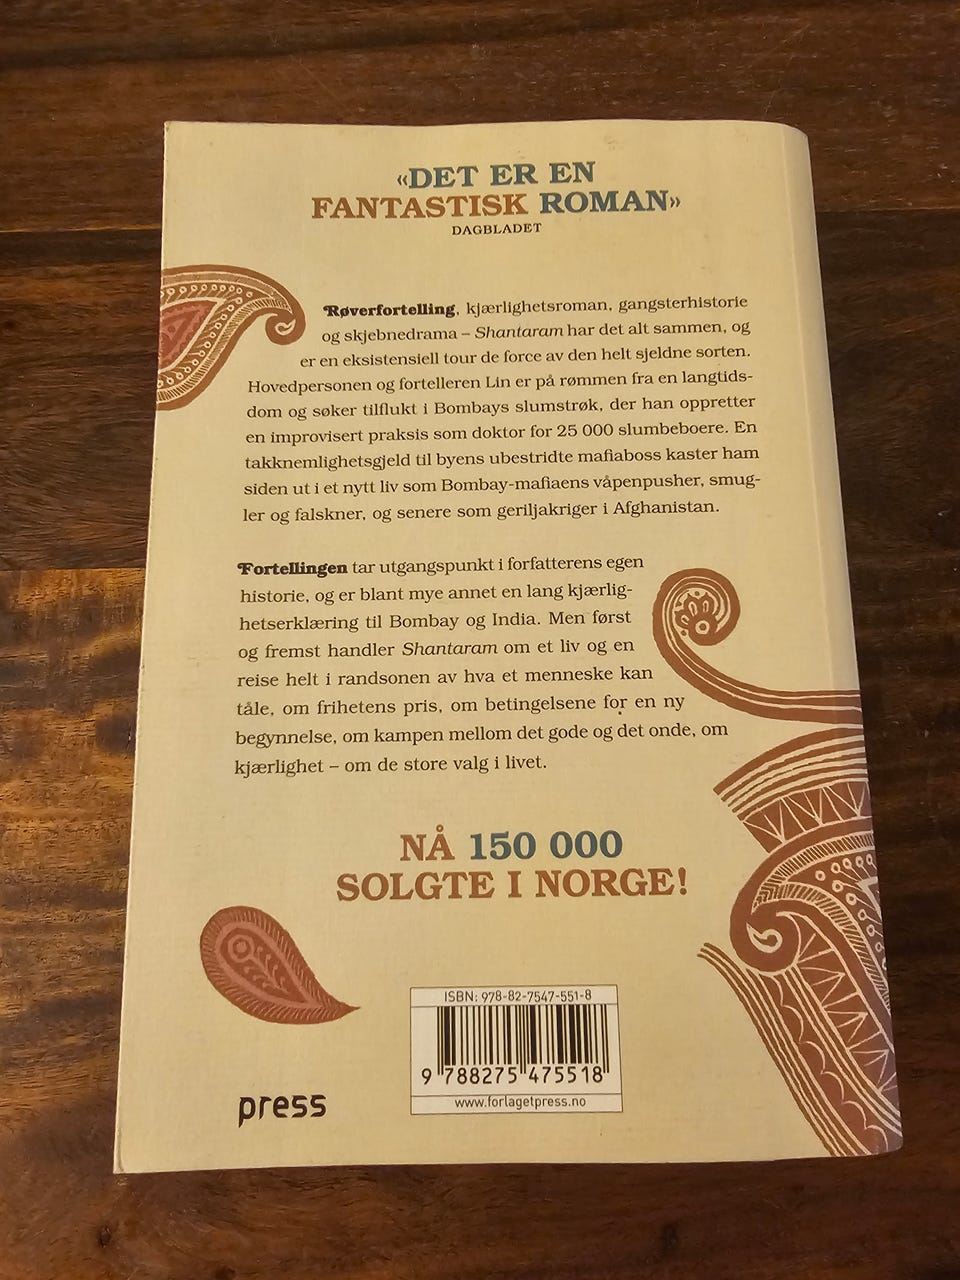 «DET ER EN
FANTASTISK ROMAN»
DAGBLADET
Røverfortelling, kjærlighetsroman, gangsterhistorie
og skjebnedrama – Shantaram har det alt sammen, og
er en eksistensiell tour de force av den helt sjeldne sorten.
Hovedpersonen og fortelleren Lin er på rømmen fra en langtids-
dom og søker tilflukt i Bombays slumstrøk, der han oppretter
en improvisert praksis som doktor for 25 000 slumbeboere. En
takknemlighetsgjeld til byens ubestridte mafiaboss kaster ham
siden ut i et nytt liv som Bombay-mafiaens våpenpusher, smug-
ler og falskner, og senere som geriljakriger i Afghanistan.
Fortellingen tar utgangspunkt i forfatterens egen
historie, og er blant mye annet en lang kjærlig-
hetserklæring til Bombay og India. Men først
og fremst handler Shantaram om et liv og en
reise helt i randsonen av hva et menneske kan
tåle, om frihetens pris, om betingelsene for en ny
begynnelse, om kampen mellom det gode og det onde, om
kjærlighet – om de store valg i livet.
NÅ 150 000
SOLGTE I NORGE!
ISBN: 978-82-7547-551-8
9 788275 475518
www.forlagetpress.no
press